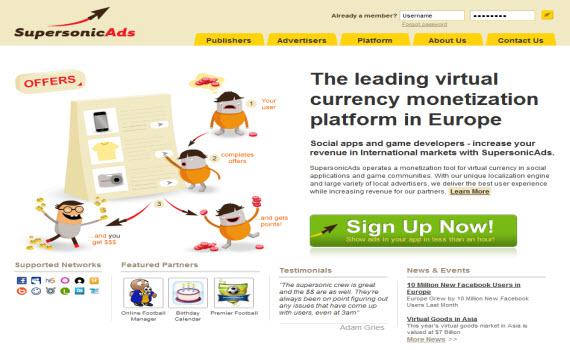 SupersonicAds
Already a member?
Username
Forgot password
Publishers
Advertisers
Platform
About Us
Contact Us
OFFERS
1 Your
user
2 completes
offers
3
...and you
get $$$
and gets
points!
The leading virtual
currency monetization
platform in Europe
Social apps and game developers - increase your
revenue in International markets with SupersonicAds.
SupersonicAds operates a monetization tool for virtual currency in social
applications and game communities. With our unique localization engine
and large variety of local advertisers, we deliver the best user experience
while increasing revenue for our partners. Learn More
Sign Up Now!
Show ads in your app in less than an hour!
Supported Networks
Featured Partners
Online Football
Manager
Birthday
Calendar
Premier Football
Testimonials
"The supersonic crew is great
and the $$ are as well. They're
always been on point figuring out
any issues that have come up
with users, even at 3am"
Adam Gries
News & Events
10 Million New Facebook Users in
Europe
Europe Grew by 10 Million New Facebook
Users Last Month
Virtual Goods in Asia
This year's virtual goods market in Asia is
valued at $7 Billion
More News >>